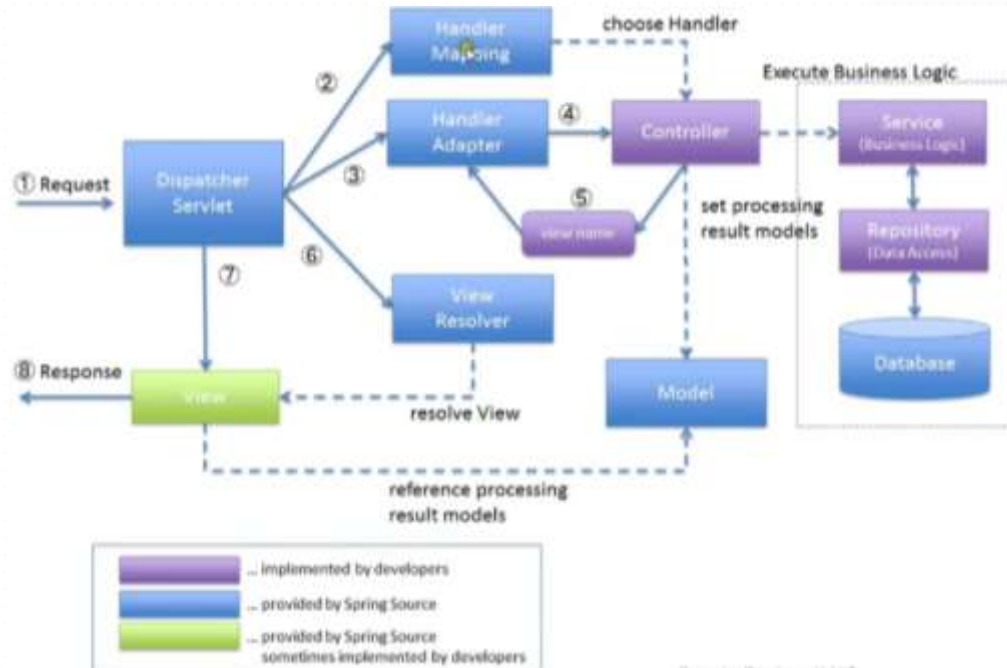 Handler
Mapping
choose Handler
②
Execute Business Logic
Handler
Adapter
④
Controller
Service
(Business Logic)
① Request
Dispatcher
Servlet
③
⑤
view name
set processing
result models
Repository
(Data Access)
⑥
⑦
View
Resolver
Database
⑧ Response
View
resolve View
Model
reference processing
result models
... implemented by developers
... provided by Spring Source
... provided by Spring Source
sometimes implemented by developers